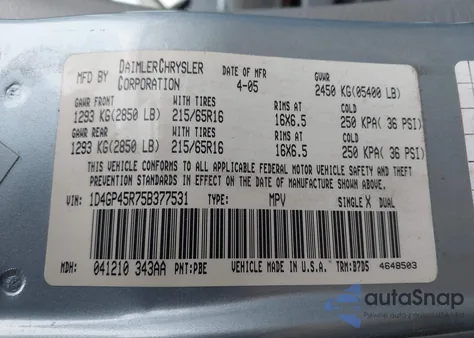 MFD BY DAIMLERCHRYSLER CORPORATION DATE OF MFR 4-05 GVWR 2450 KG(05400 LB)
GAWR FRONT WITH TIRES RIMS AT COLD
1293 KG(2850 LB) 215/65R16 16X6.5 250 KPA( 36 PSI)
GAWR REAR WITH TIRES RIMS AT COLD
1293 KG(2850 LB) 215/65R16 16X6.5 250 KPA( 36 PSI)
THIS VEHICLE CONFORMS TO ALL APPLICABLE FEDERAL MOTOR VEHICLE SAFETY, BUMPER, AND THEFT
PREVENTION STANDARDS IN EFFECT ON THE DATE OF MANUFACTURE SHOWN ABOVE.
VIN: 1D4GP45R75B377531 TYPE: MPV SINGLE X DUAL
MDH: 041210 343AA PNT:PBE VEHICLE MADE IN U.S.A. TRM:B7D5 4648503
autoSnap